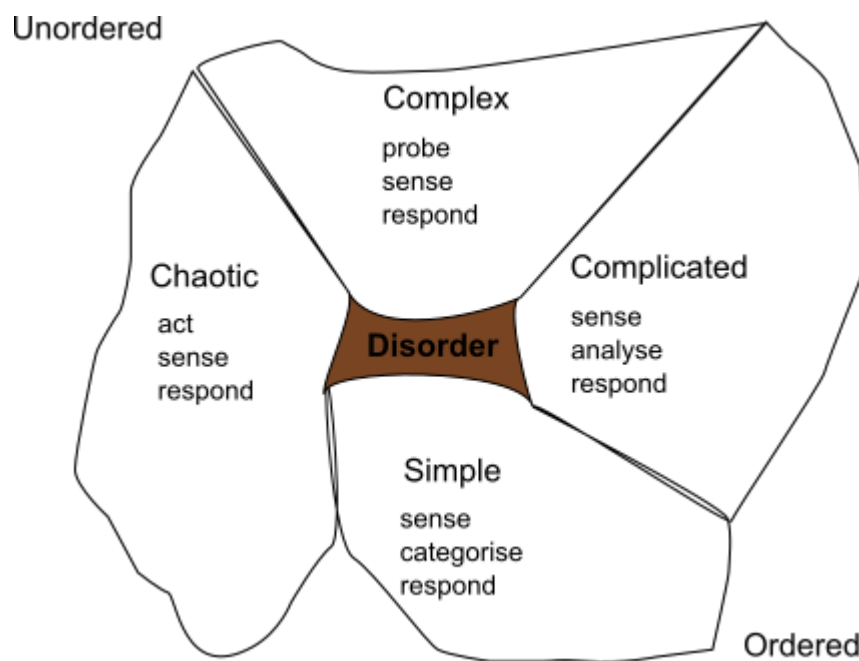 Unordered
Complex
probe
sense
respond
Chaotic
act
sense
respond
Complicated
sense
analyse
respond
Disorder
Simple
sense
categorise
respond
Ordered